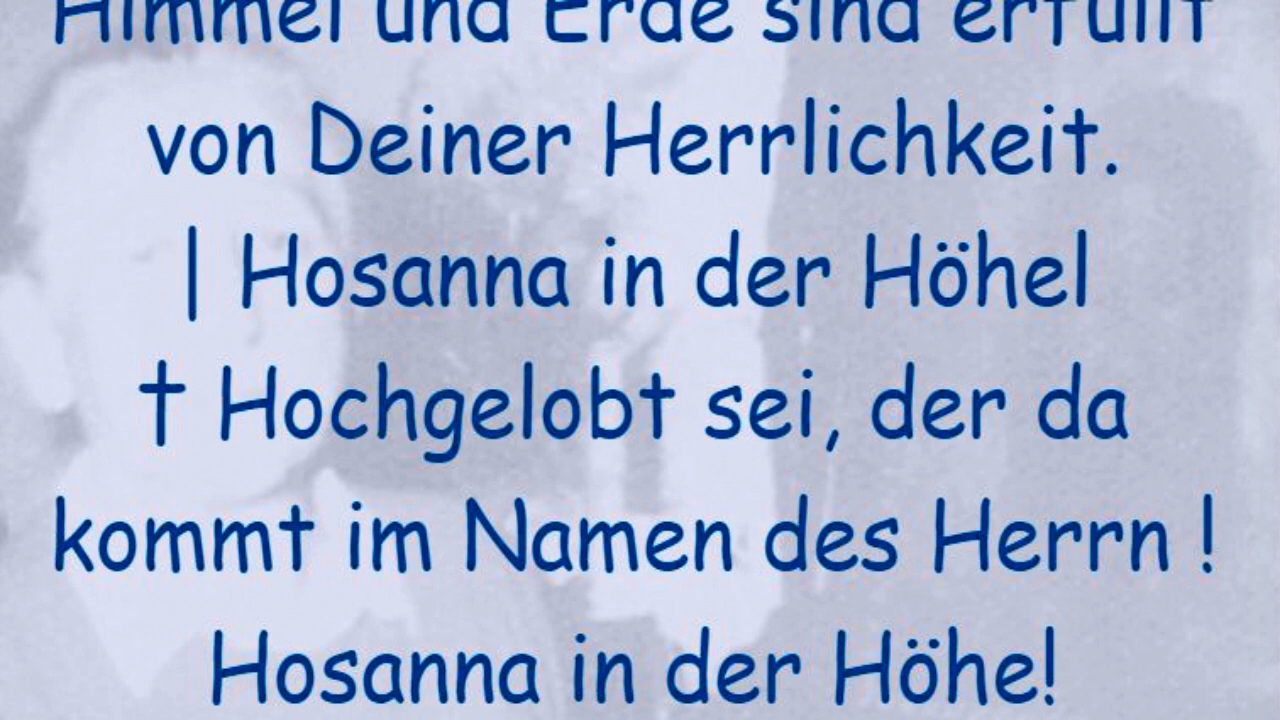 Himmel und Erde sind erfüllt
von Deiner Herrlichkeit.
| Hosanna in der Höhel
† Hochgelobt sei, der da
kommt im Namen des Herrn !
Hosanna in der Höhe!